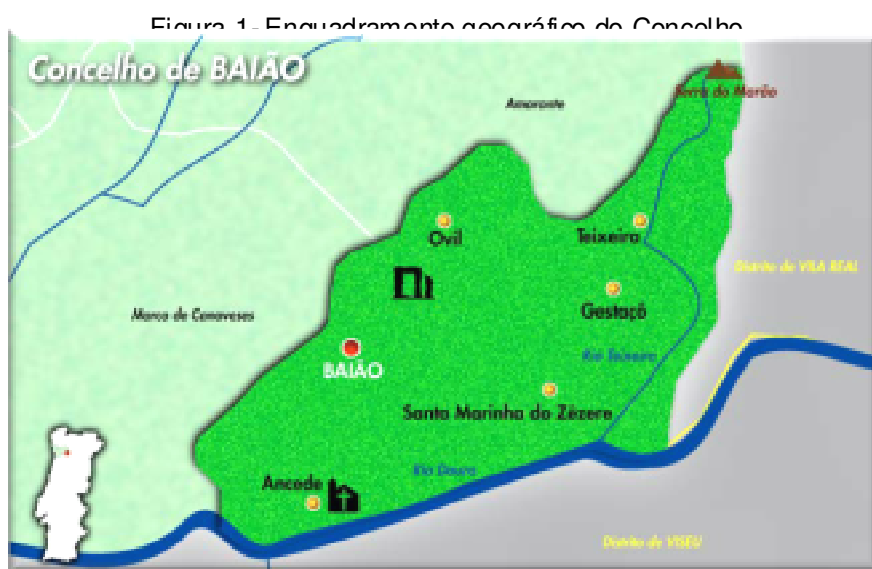 Figura 1- Enquadramento geográfico do Concelho
Concelho de BAIÃO
Serra do Marão
Amarante
Ovil
Teixeira
Distrito de VILA REAL
Gestaçô
Marco de Canaveses
Rio Teixeira
BAIÃO
Santa Marinha do Zêzere
Rio Douro
Ancede
Distrito de VISEU